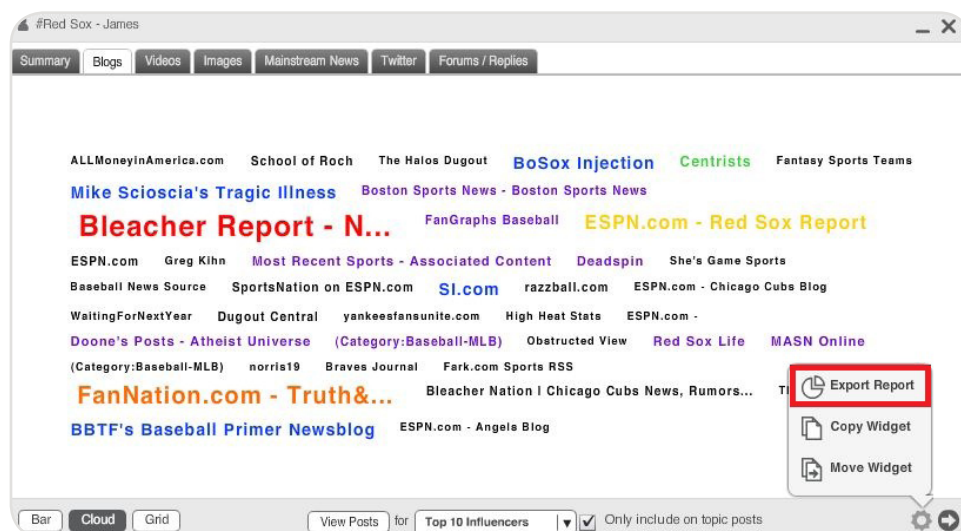 #Red Sox - James
Summary Blogs Videos Images Mainstream News Twitter Forums / Replies
ALLMoneyinAmerica.com School of Roch The Halos Dugout BoSox Injection Centrists Fantasy Sports Teams
Mike Scioscia's Tragic Illness Boston Sports News - Boston Sports News
Bleacher Report - N... FanGraphs Baseball ESPN.com - Red Sox Report
ESPN.com Greg Kihn Most Recent Sports - Associated Content Deadspin She's Game Sports
Baseball News Source SportsNation on ESPN.com SI.com razzball.com ESPN.com - Chicago Cubs Blog
WaitingForNextYear Dugout Central yankeesfansunite.com High Heat Stats ESPN.com -
Doone's Posts - Atheist Universe (Category:Baseball-MLB) Obstructed View Red Sox Life MASN Online
(Category:Baseball-MLB) norris19 Braves Journal Fark.com Sports RSS
FanNation.com - Truth&... Bleacher Nation | Chicago Cubs News, Rumors...
BBTF's Baseball Primer Newsblog ESPN.com - Angels Blog
Export Report
Copy Widget
Move Widget
Bar Cloud Grid View Posts for Top 10 Influencers Only include on topic posts